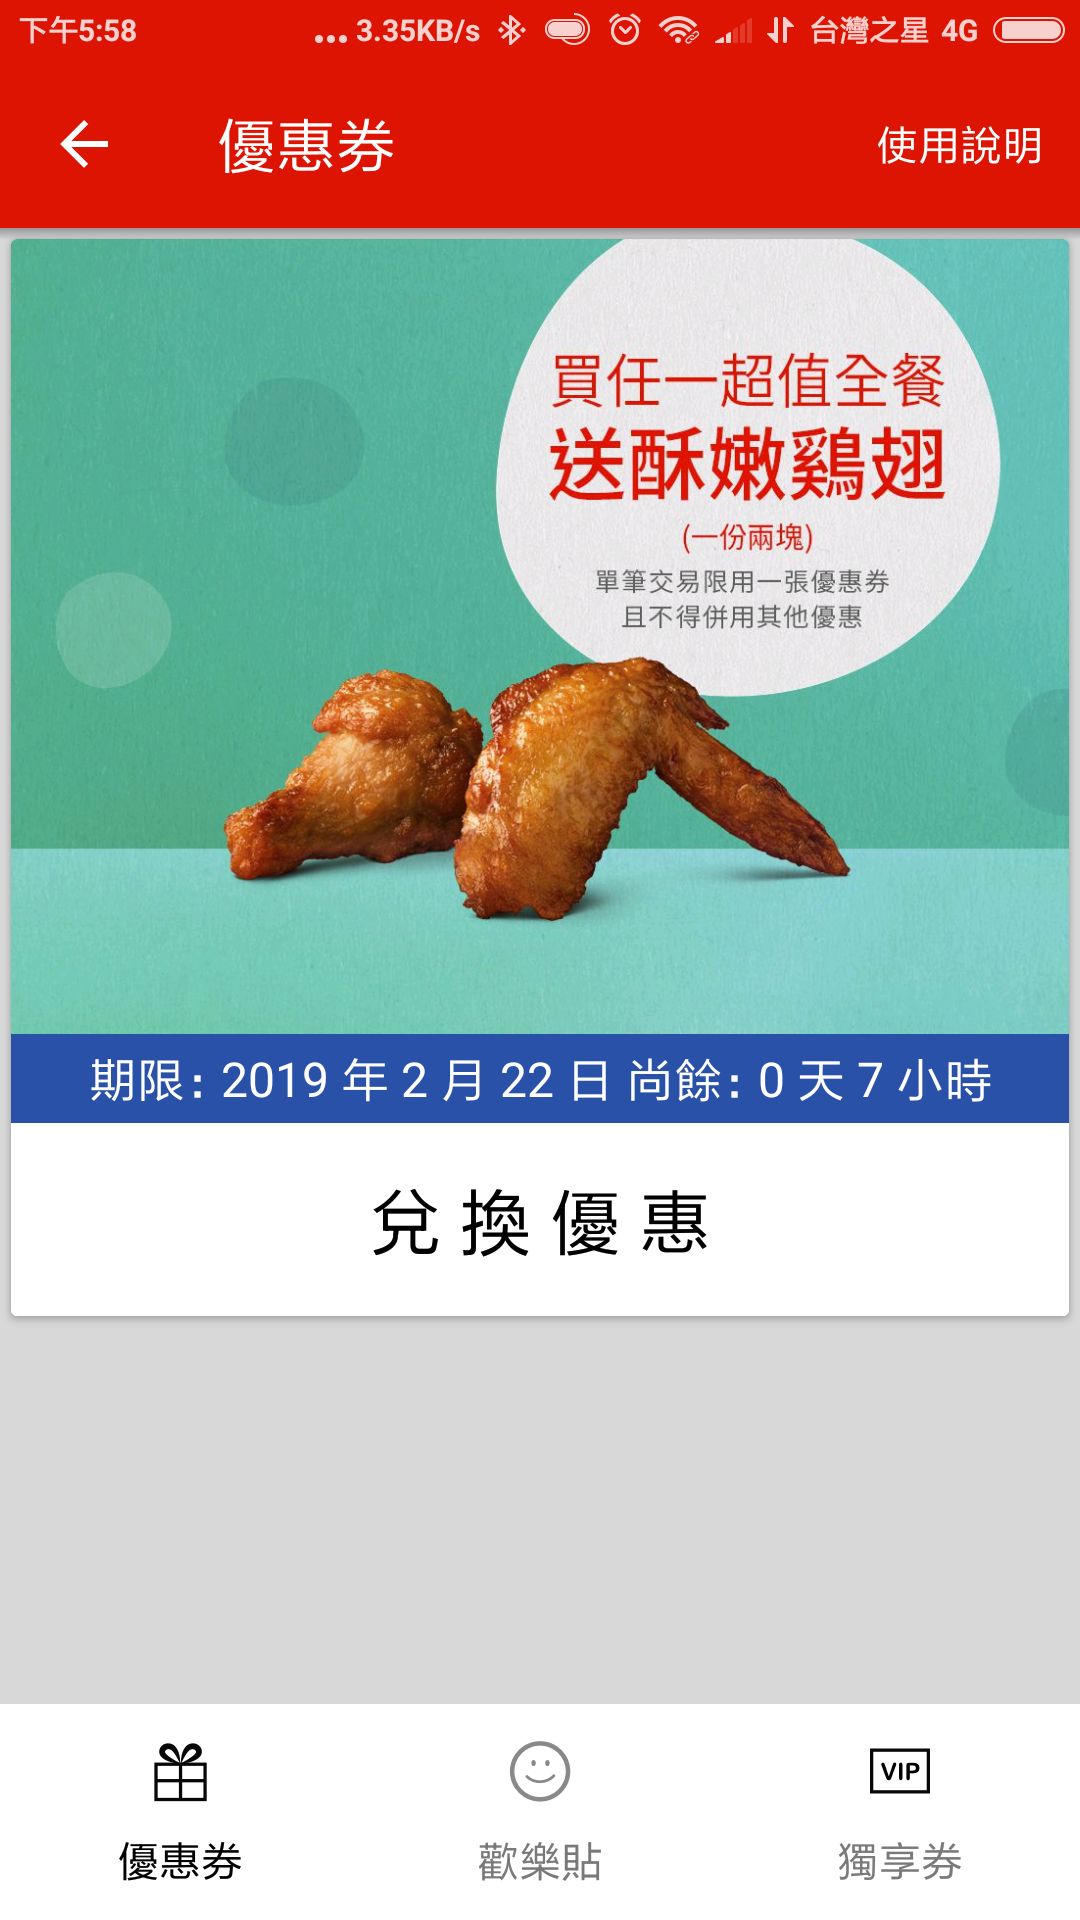 下午5:58
... 3.35KB/s 台灣之星 4G
優惠券
使用說明
買任一超值全餐
送酥嫩鷄翅
(一份兩塊)
單筆交易限用一張優惠券
且不得併用其他優惠
期限: 2019 年 2 月 22 日 尚餘: 0 天 7 小時
兌換優惠
VIP
優惠券
歡樂貼
獨享券